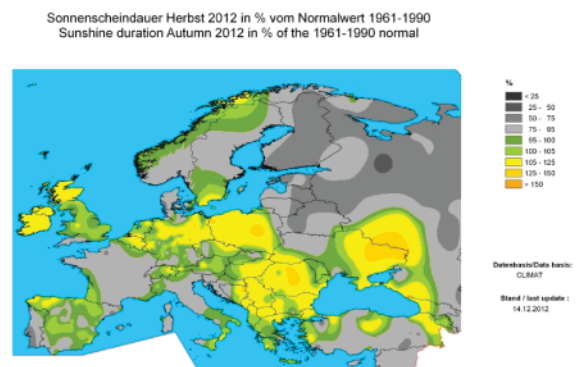 Sonnenscheindauer Herbst 2012 in % vom Normalwert 1961-1990
Sunshine duration Autumn 2012 in % of the 1961-1990 normal
%
< 25
25 - 50
50 - 75
75 - 95
95 - 100
100 - 105
105 - 125
125 - 150
> 150
Datenbasis/Data basis:
CLIMAT
Stand / last update :
14.12.2012